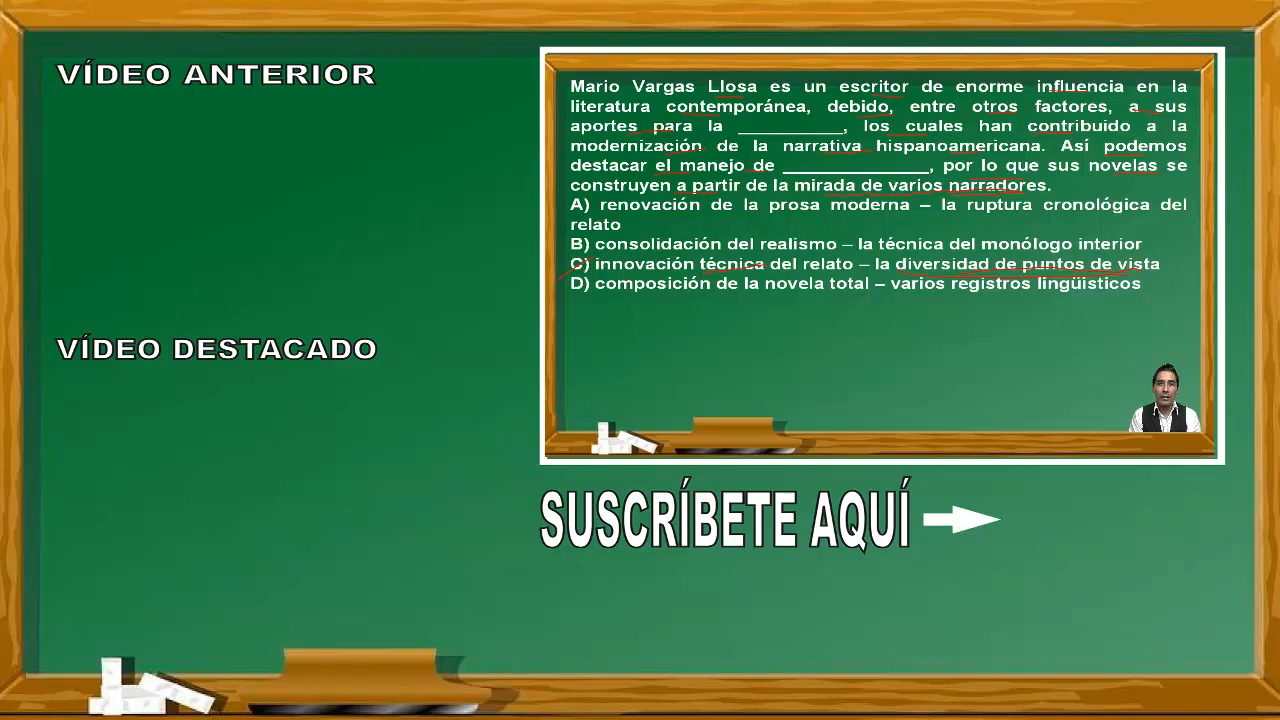 VÍDEO ANTERIOR
Mario Vargas Llosa es un escritor de enorme influencia en la
literatura contemporánea, debido, entre otros factores, a sus
aportes para la ___________, los cuales han contribuido a la
modernización de la narrativa hispanoamericana. Así podemos
destacar el manejo de ________________, por lo que sus novelas se
construyen a partir de la mirada de varios narradores.
A) renovación de la prosa moderna – la ruptura cronológica del
relato
B) consolidación del realismo – la técnica del monólogo interior
C) innovación técnica del relato – la diversidad de puntos de vista
D) composición de la novela total – varios registros lingüísticos
VÍDEO DESTACADO
SUSCRÍBETE AQUÍ